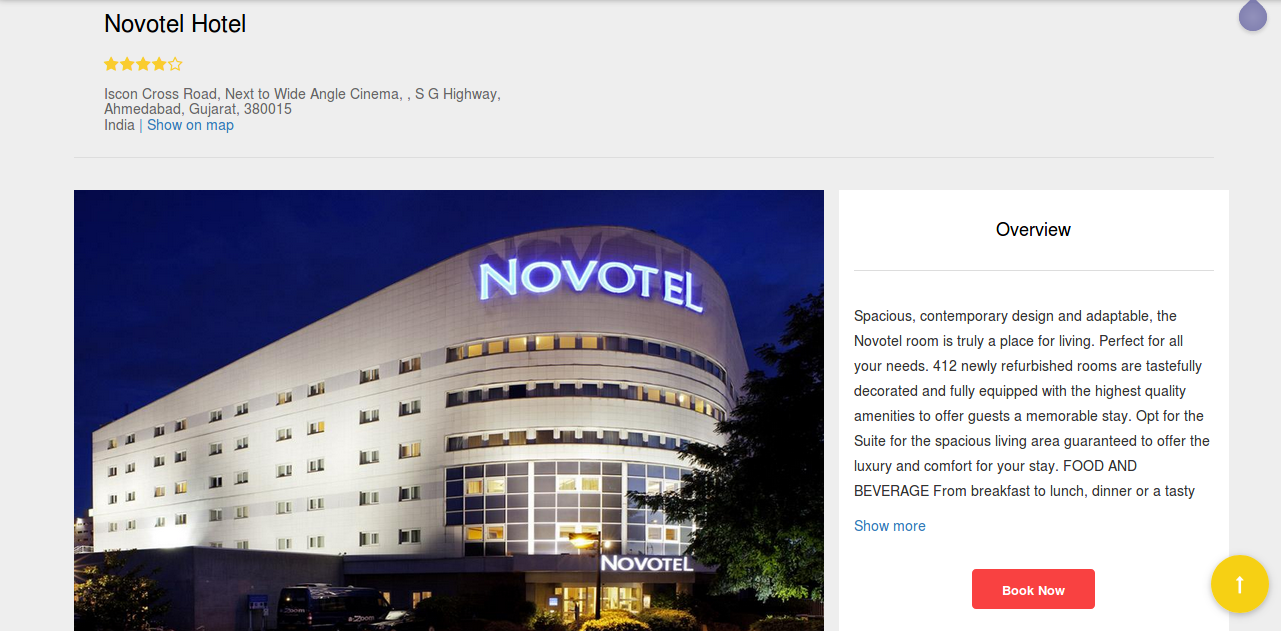 Novotel Hotel
Iscon Cross Road, Next to Wide Angle Cinema, , S G Highway,
Ahmedabad, Gujarat, 380015
India | Show on map
NOVOTEL
NOVOTEL
Zoom
Zoom
Overview
Spacious, contemporary design and adaptable, the
Novotel room is truly a place for living. Perfect for all
your needs. 412 newly refurbished rooms are tastefully
decorated and fully equipped with the highest quality
amenities to offer guests a memorable stay. Opt for the
Suite for the spacious living area guaranteed to offer the
luxury and comfort for your stay. FOOD AND
BEVERAGE From breakfast to lunch, dinner or a tasty
Show more
Book Now